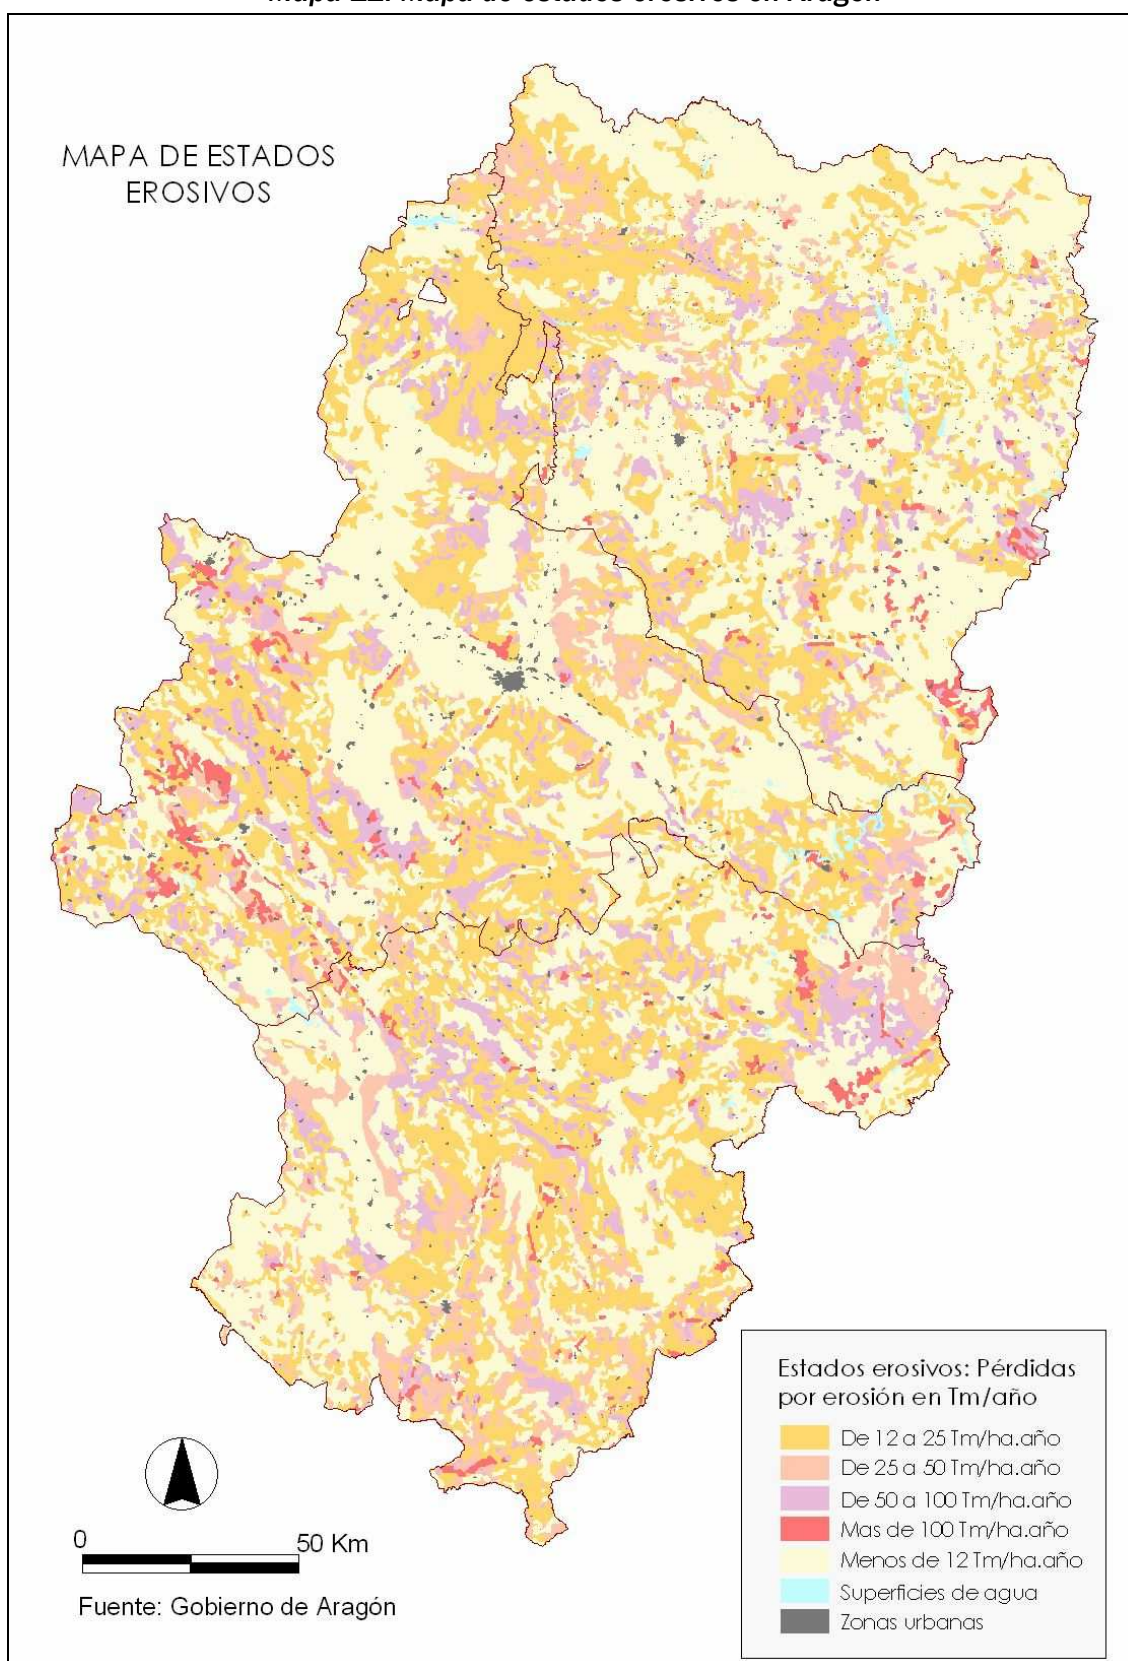 MAPA DE ESTADOS
EROSIVOS
Estados erosivos: Pérdidas
por erosión en Tm/año
De 12 a 25 Tm/ha.año
De 25 a 50 Tm/ha.año
De 50 a 100 Tm/ha.año
Mas de 100 Tm/ha.año
Menos de 12 Tm/ha.año
Superficies de agua
Zonas urbanas
0 50 Km
Fuente: Gobierno de Aragón